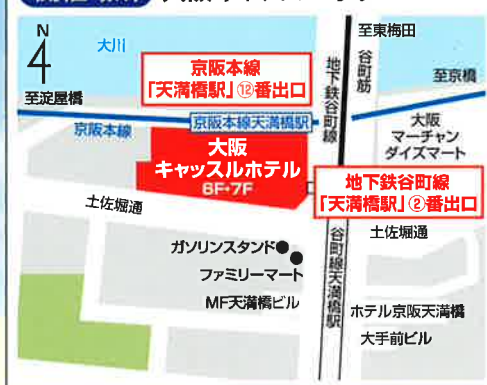 N
4
大川
至東梅田
谷町筋
至京橋
京阪本線
「天満橋駅」⑫番出口
地下鉄谷町線
至淀屋橋
京阪本線
京阪本線天満橋駅
大阪
マーチャン
ダイズマート
大阪
キャッスルホテル
6F・7F
地下鉄谷町線
「天満橋駅」②番出口
土佐堀通
土佐堀通
ガソリンスタンド
ファミリーマート
MF天満橋ビル
谷町線天満橋駅
ホテル京阪天満橋
大手前ビル